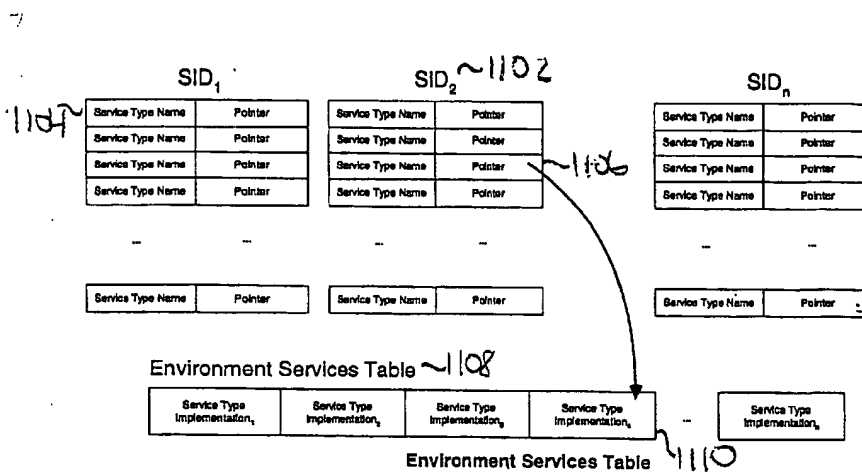 SID1 SID2 ~1102 SIDn
1104~ Service Type Name Pointer Service Type Name Pointer Service Type Name Pointer
Service Type Name Pointer Service Type Name Pointer Service Type Name Pointer
Service Type Name Pointer Service Type Name Pointer ~1106 Service Type Name Pointer
Service Type Name Pointer Service Type Name Pointer Service Type Name Pointer
... ... ... ... ... ...
Service Type Name Pointer Service Type Name Pointer Service Type Name Pointer
Environment Services Table ~1108
Service Type Service Type Service Type Service Type ... Service Type
Implementation1 Implementation2 Implementation3 Implementation4 Implementationn
Environment Services Table ~1110